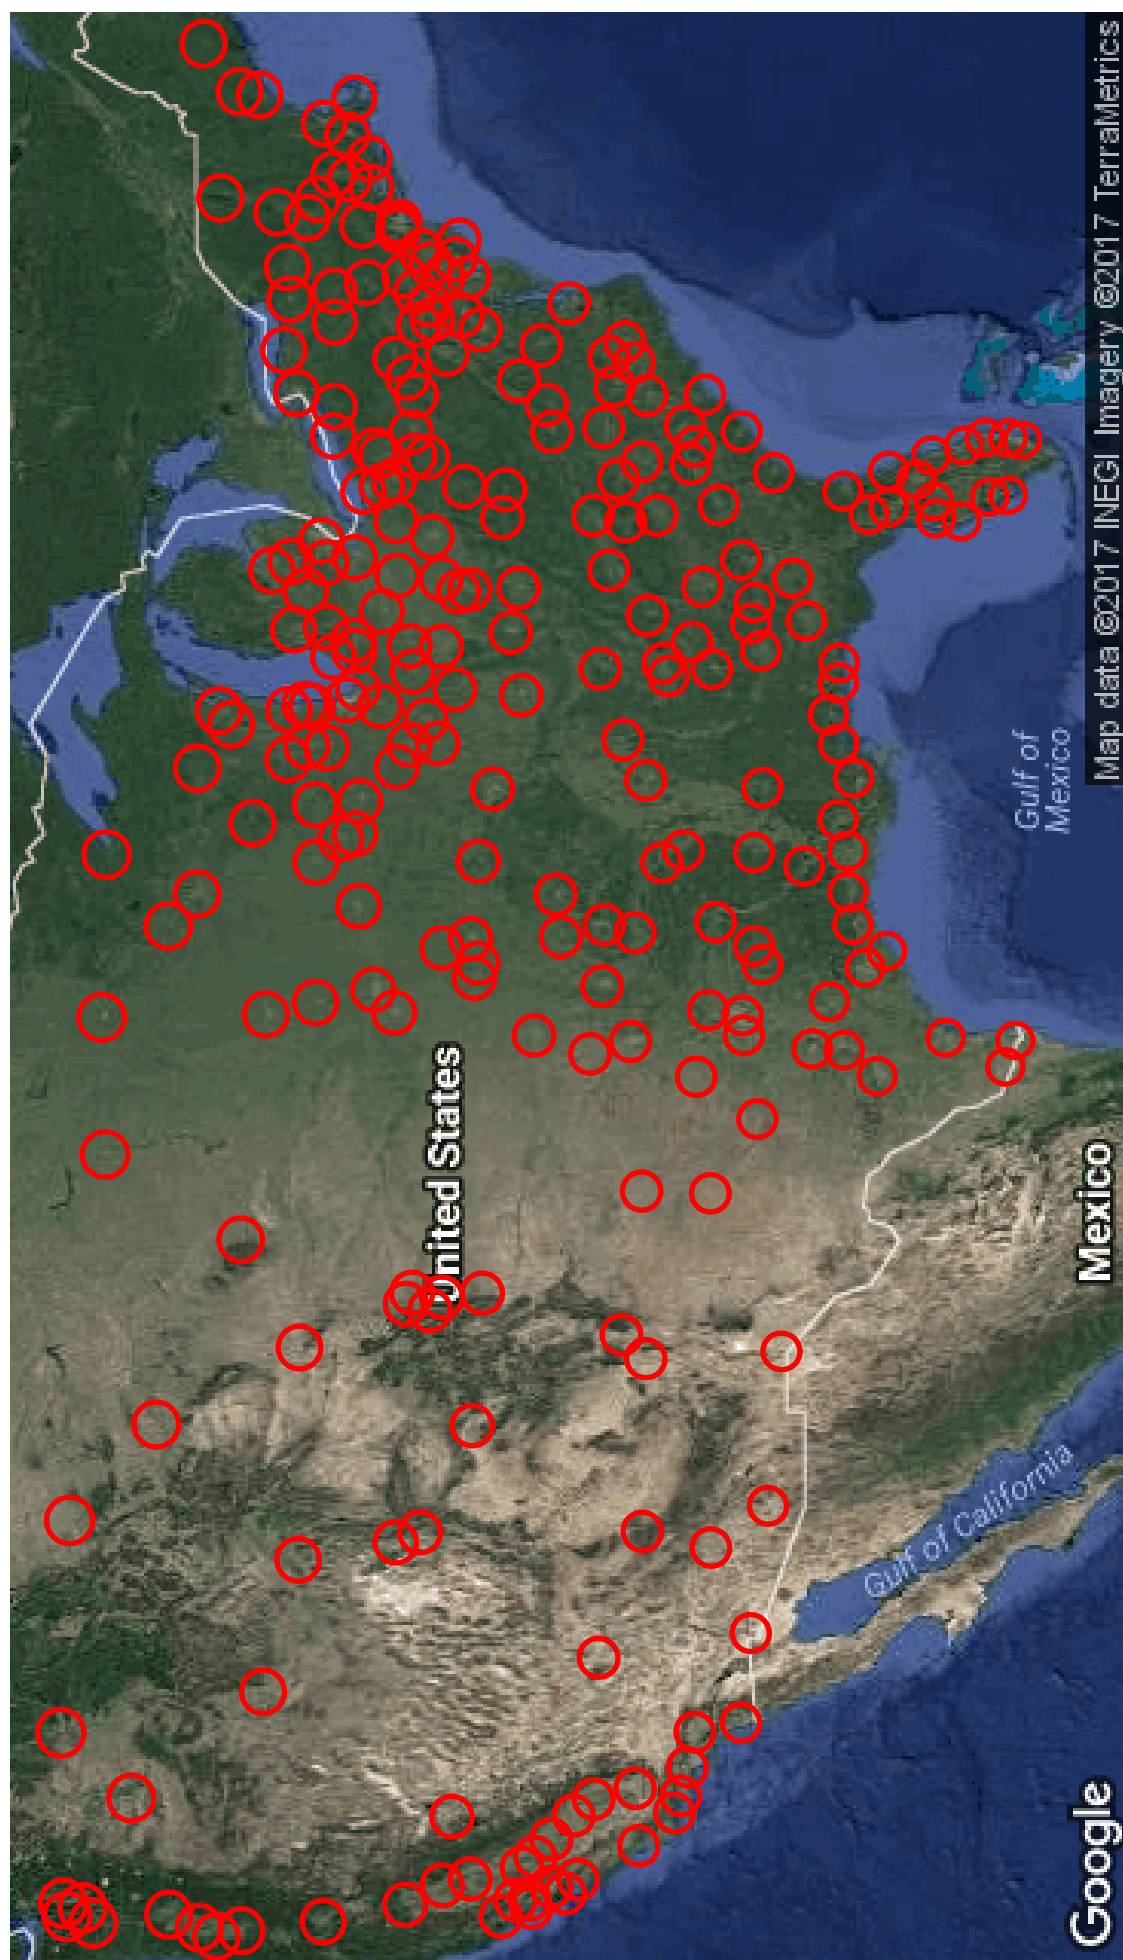 United States
Gulf of
Mexico
Mexico
Gulf of California
Google
Map data ©2017 INEGI Imagery ©2017 TerraMetrics